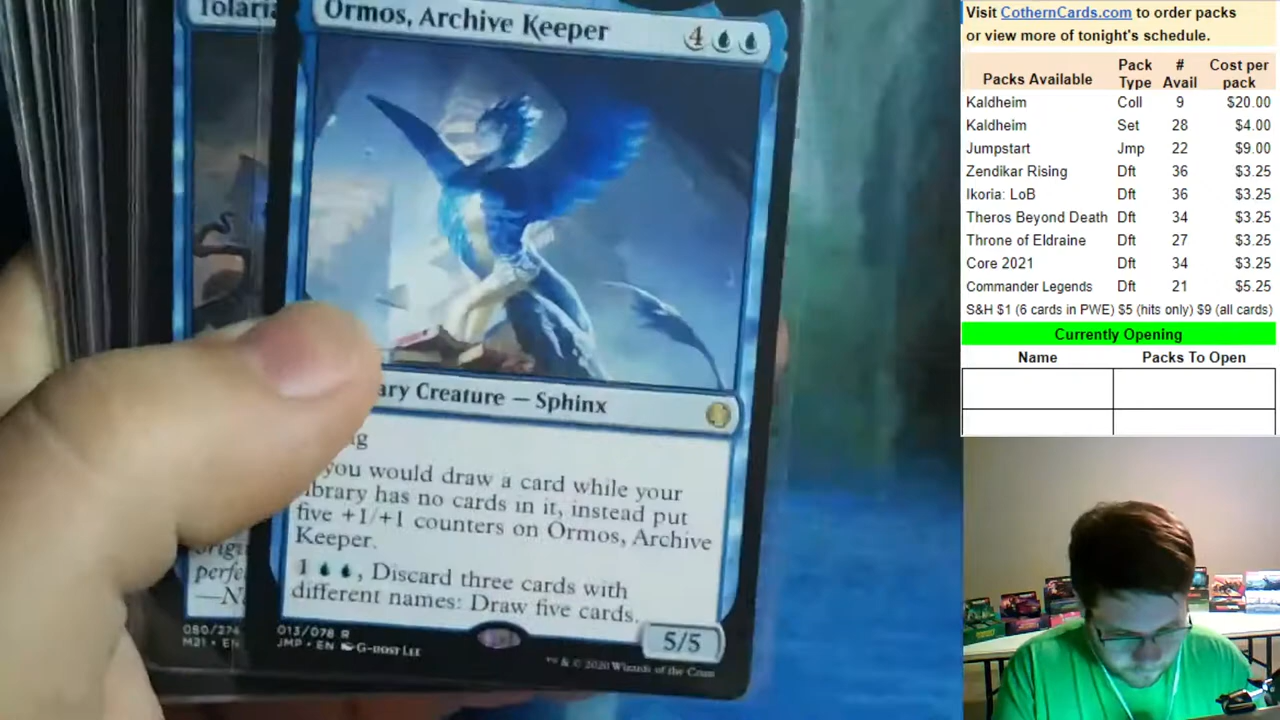 Tolaria
Ormos, Archive Keeper 4
ary Creature — Sphinx
ng
you would draw a card while your
ibrary has no cards in it, instead put
five +1/+1 counters on Ormos, Archive
Keeper.
1 , Discard three cards with
different names: Draw five cards.
5/5
origi
perfe
—N
080/274
M21 • EN
013/078 R
JMP • EN G-host Lee
™ & © 2020 Wizards of the Coast
Visit CothernCards.com to order packs
or view more of tonight's schedule.
Packs Available Pack Type # Avail Cost per pack
Kaldheim Coll 9 $20.00
Kaldheim Set 28 $4.00
Jumpstart Jmp 22 $9.00
Zendikar Rising Dft 36 $3.25
Ikoria: LoB Dft 36 $3.25
Theros Beyond Death Dft 34 $3.25
Throne of Eldraine Dft 27 $3.25
Core 2021 Dft 34 $3.25
Commander Legends Dft 21 $5.25
S&H $1 (6 cards in PWE) $5 (hits only) $9 (all cards)
Currently Opening
Name Packs To Open